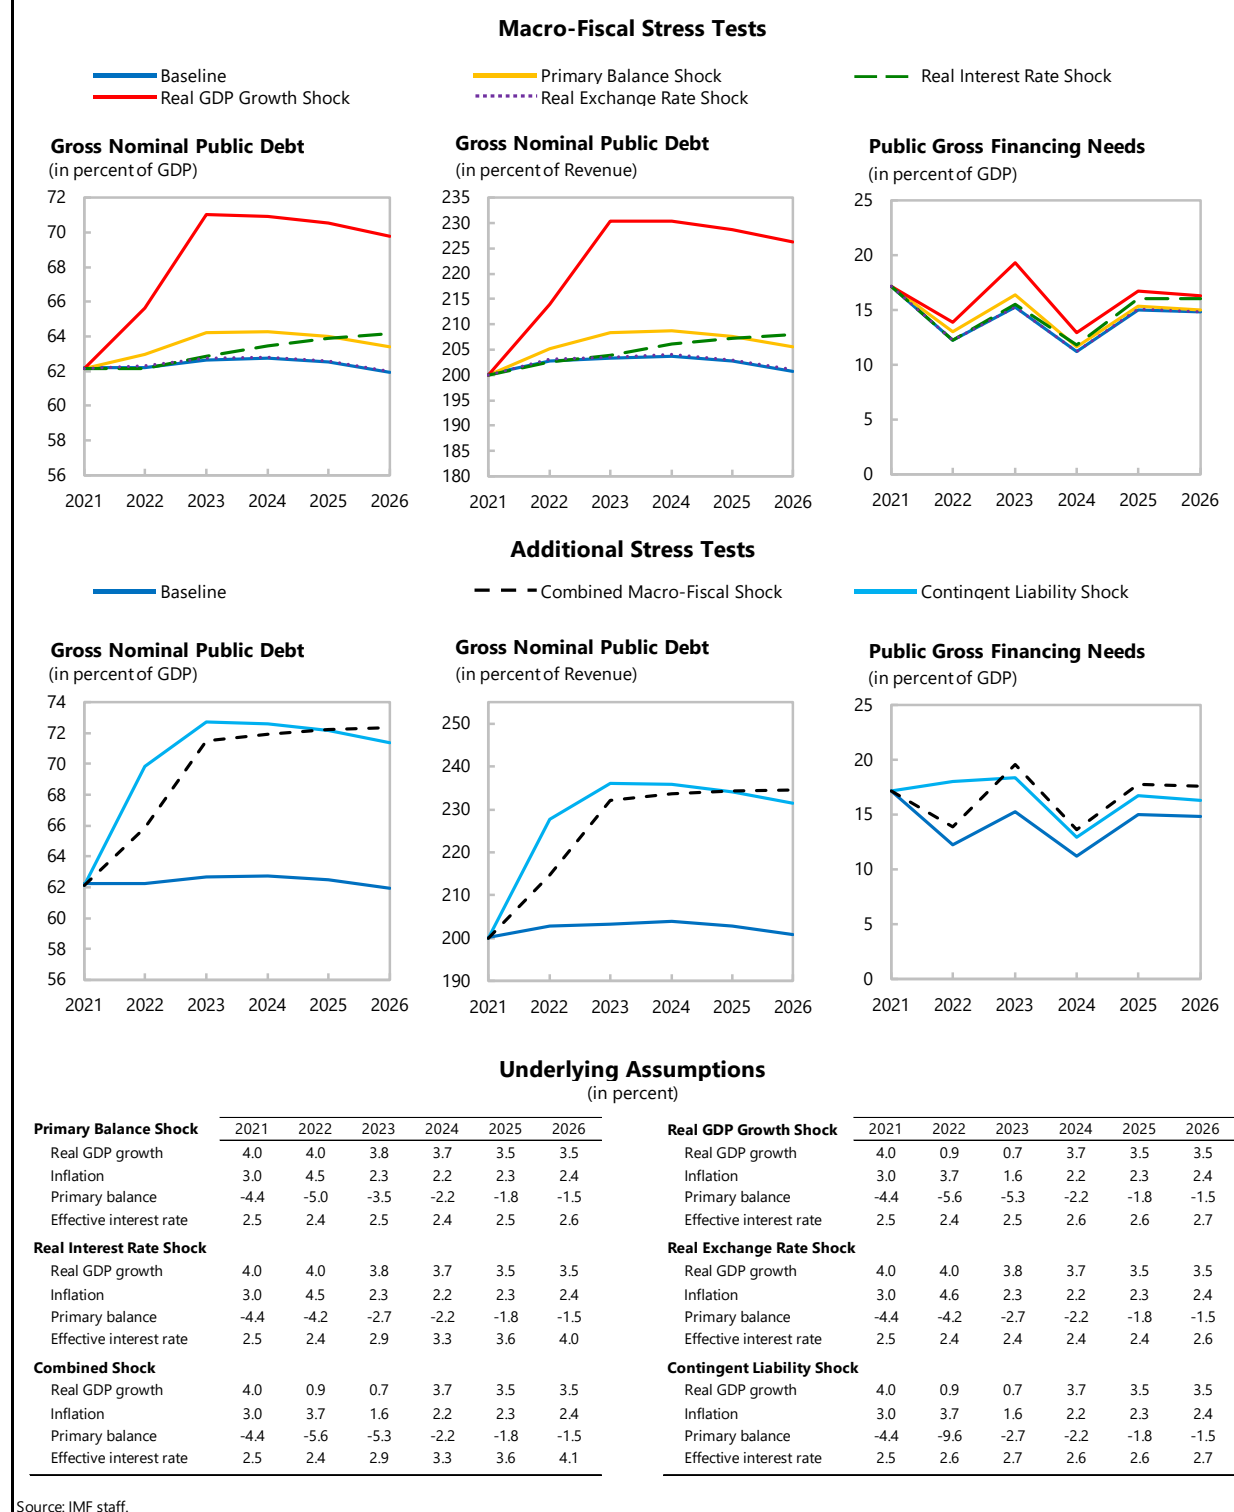 Macro-Fiscal Stress Tests
Baseline Primary Balance Shock Real Interest Rate Shock
Real GDP Growth Shock Real Exchange Rate Shock
Gross Nominal Public Debt Gross Nominal Public Debt Public Gross Financing Needs
(in percent of GDP) (in percent of Revenue) (in percent of GDP)
72 235 25
70 230 20
68 225 15
66 220 10
64 215 5
62 210 0
60 205
58 200
56 195
190
185
180
2021 2022 2023 2024 2025 2026 2021 2022 2023 2024 2025 2026 2021 2022 2023 2024 2025 2026
Additional Stress Tests
Baseline Combined Macro-Fiscal Shock Contingent Liability Shock
Gross Nominal Public Debt Gross Nominal Public Debt Public Gross Financing Needs
(in percent of GDP) (in percent of Revenue) (in percent of GDP)
74 250 25
72 240 20
70 230 15
68 220 10
66 210 5
64 200 0
62 190
60
58
56
2021 2022 2023 2024 2025 2026 2021 2022 2023 2024 2025 2026 2021 2022 2023 2024 2025 2026
Underlying Assumptions
(in percent)
Primary Balance Shock 2021 2022 2023 2024 2025 2026 Real GDP Growth Shock 2021 2022 2023 2024 2025 2026
Real GDP growth 4.0 4.0 3.8 3.7 3.5 3.5 Real GDP growth 4.0 0.9 0.7 3.7 3.5 3.5
Inflation 3.0 4.5 2.3 2.2 2.3 2.4 Inflation 3.0 3.7 1.6 2.2 2.3 2.4
Primary balance -4.4 -5.0 -3.5 -2.2 -1.8 -1.5 Primary balance -4.4 -5.6 -5.3 -2.2 -1.8 -1.5
Effective interest rate 2.5 2.4 2.5 2.4 2.5 2.6 Effective interest rate 2.5 2.4 2.5 2.6 2.6 2.7
Real Interest Rate Shock Real Exchange Rate Shock
Real GDP growth 4.0 4.0 3.8 3.7 3.5 3.5 Real GDP growth 4.0 4.0 3.8 3.7 3.5 3.5
Inflation 3.0 4.5 2.3 2.2 2.3 2.4 Inflation 3.0 4.6 2.3 2.2 2.3 2.4
Primary balance -4.4 -4.2 -2.7 -2.2 -1.8 -1.5 Primary balance -4.4 -4.2 -2.7 -2.2 -1.8 -1.5
Effective interest rate 2.5 2.4 2.9 3.3 3.6 4.0 Effective interest rate 2.5 2.4 2.4 2.4 2.4 2.6
Combined Shock Contingent Liability Shock
Real GDP growth 4.0 0.9 0.7 3.7 3.5 3.5 Real GDP growth 4.0 0.9 0.7 3.7 3.5 3.5
Inflation 3.0 3.7 1.6 2.2 2.3 2.4 Inflation 3.0 3.7 1.6 2.2 2.3 2.4
Primary balance -4.4 -5.6 -5.3 -2.2 -1.8 -1.5 Primary balance -4.4 -9.6 -2.7 -2.2 -1.8 -1.5
Effective interest rate 2.5 2.4 2.9 3.3 3.6 4.1 Effective interest rate 2.5 2.6 2.7 2.6 2.6 2.7
Source: IMF staff.